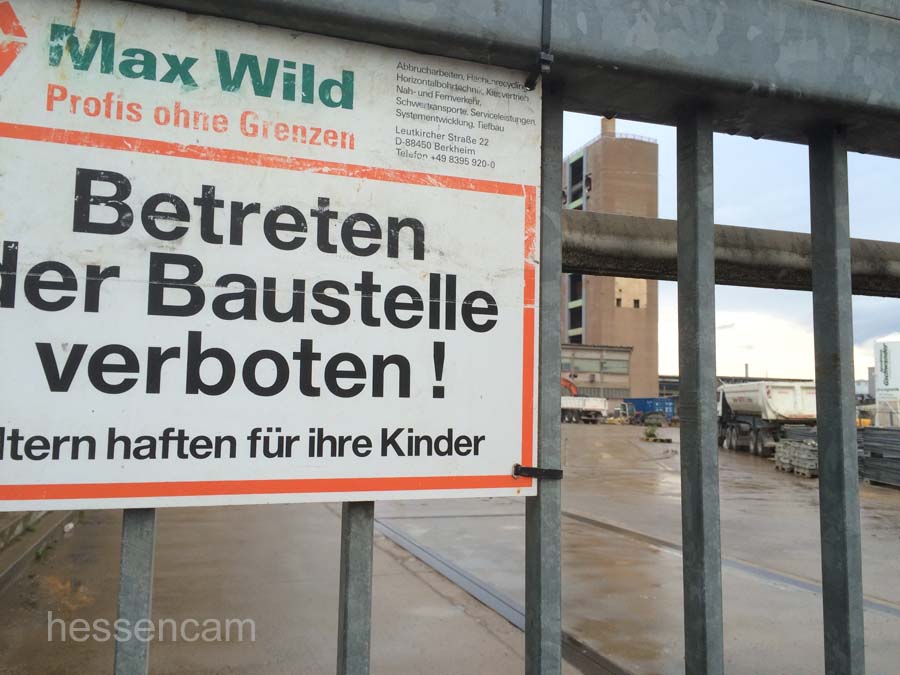 Max Wild
Profis ohne Grenzen
Abbrucharbeiten, Flächenrecycling,
Horizontalbohrtechnik, Kiesvertrieb
Nah- und Fernverkehr,
Schwertransporte, Serviceleistungen,
Systementwicklung, Tiefbau
Leutkircher Straße 22
D-88450 Berkheim
Telefon +49 8395 920-0
Betreten
der Baustelle
verboten !
ltern haften für ihre Kinder
hessencam